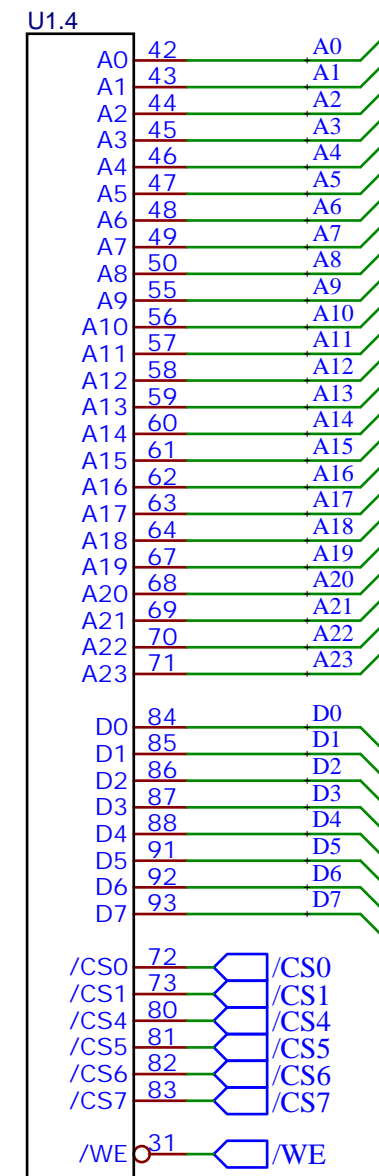 U1.4
A0 42 A0
A1 43 A1
A2 44 A2
A3 45 A3
A4 46 A4
A5 47 A5
A6 48 A6
A7 49 A7
A8 50 A8
A9 55 A9
A10 56 A10
A11 57 A11
A12 58 A12
A13 59 A13
A14 60 A14
A15 61 A15
A16 62 A16
A17 63 A17
A18 64 A18
A19 67 A19
A20 68 A20
A21 69 A21
A22 70 A22
A23 71 A23
D0 84 D0
D1 85 D1
D2 86 D2
D3 87 D3
D4 88 D4
D5 91 D5
D6 92 D6
D7 93 D7
/CS0 72 /CS0
/CS1 73 /CS1
/CS4 80 /CS4
/CS5 81 /CS5
/CS6 82 /CS6
/CS7 83 /CS7
/WE 31 /WE